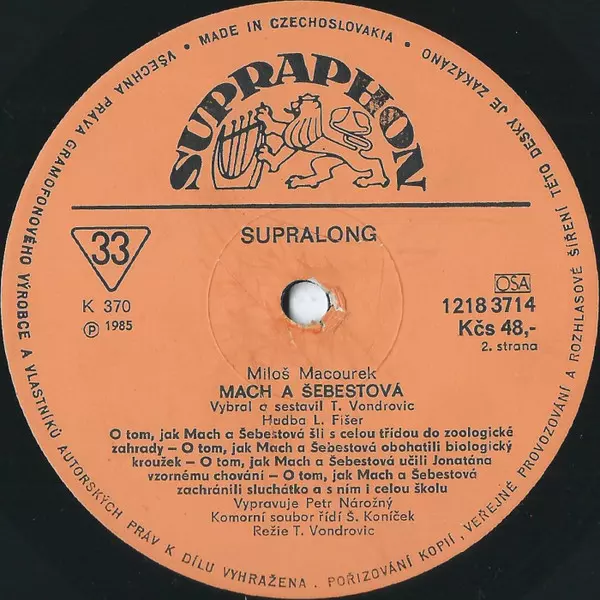 VŠECHNA PRÁVA GRAMOFONOVÉHO VÝROBCE A VLASTNÍKŮ AUTORSKÝCH PRÁV K DÍLU VYHRAŽENA. POŘIZOVÁNÍ KOPIÍ, VEŘEJNÉ PROVOZOVÁNÍ A ROZHLASOVÉ ŠÍŘENÍ TÉTO DESKY JE ZAKÁZÁNO
• MADE IN CZECHOSLOVAKIA •
SUPRAPHON
SUPRALONG
33
K 370
Ⓟ 1985
OSA
1218 3714
Kčs 48,-
2. strana
Miloš Macourek
MACH A ŠEBESTOVÁ
Vybral a sestavil T. Vondrovic
Hudba L. Fišer
O tom, jak Mach a Šebestová šli s celou třídou do zoologické
zahrady — O tom, jak Mach a Šebestová obohatili biologický
kroužek — O tom, jak Mach a Šebestová učili Jonatána
vzornému chování — O tom, jak Mach a Šebestová
zachránili sluchátko a s ním i celou školu
Vypravuje Petr Nárožný
Komorní soubor řídí Š. Koníček
Režie T. Vondrovic